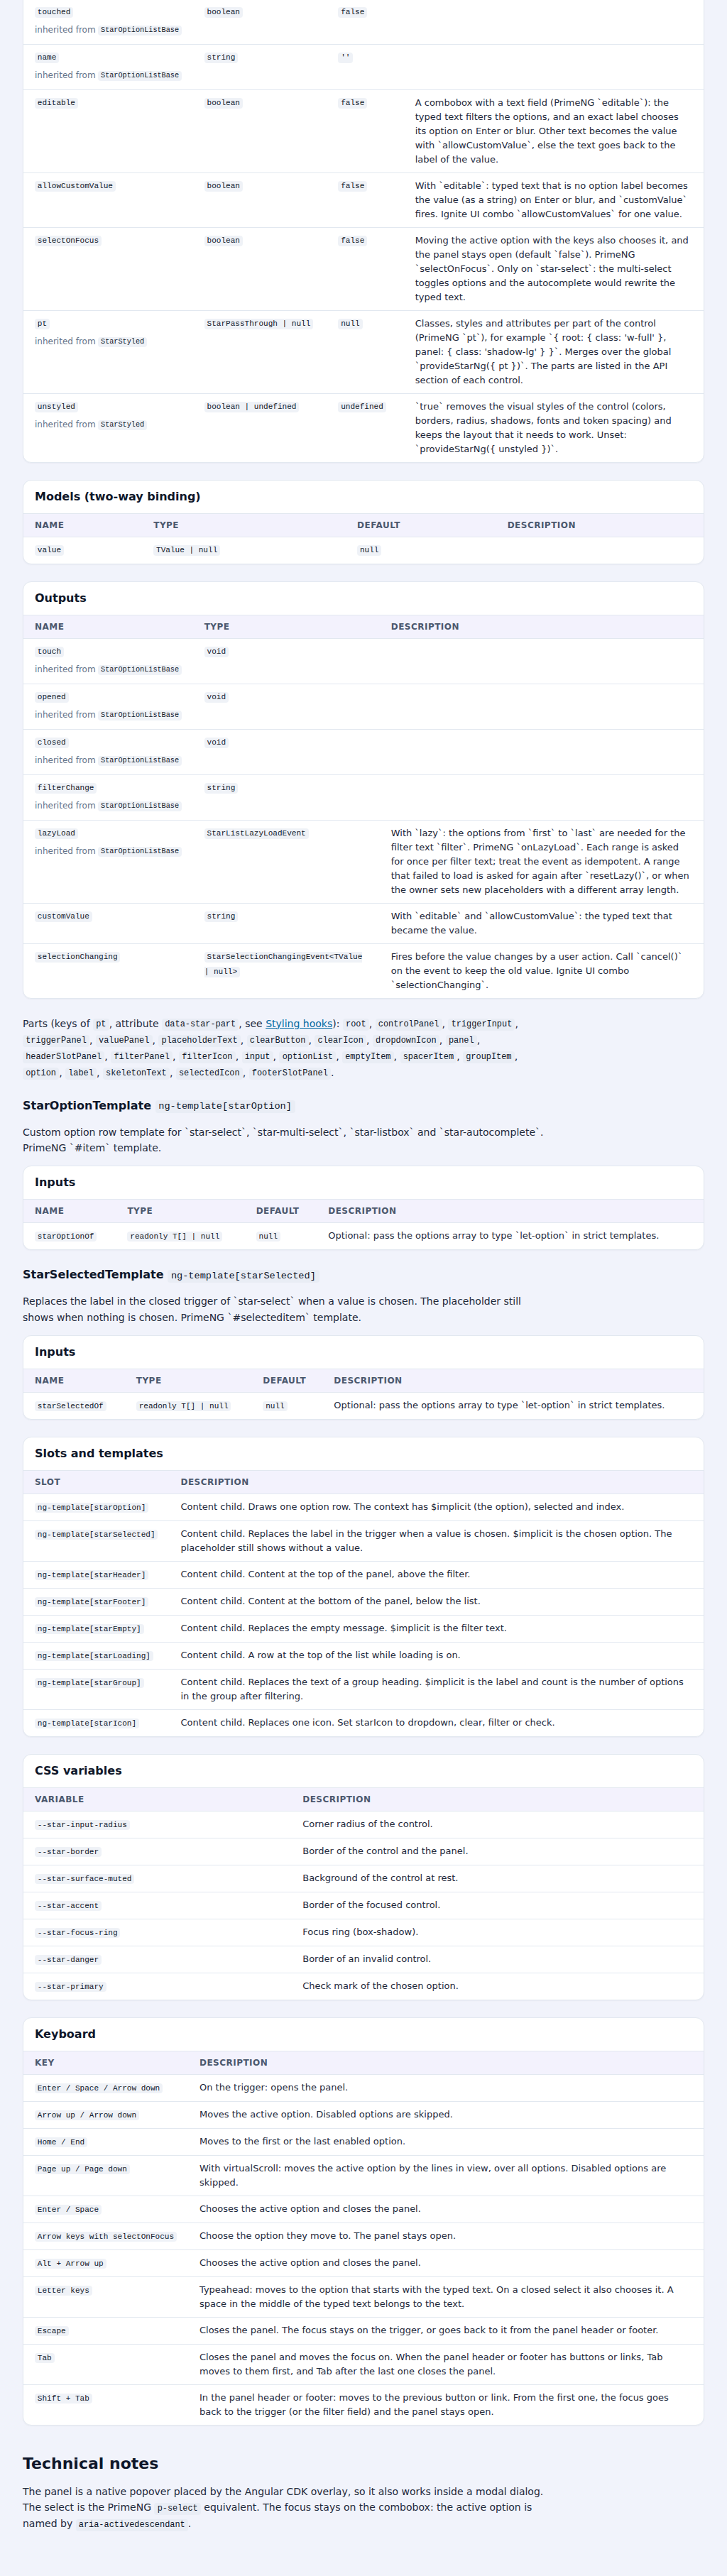 touched boolean false
inherited from StarOptionListBase
name string ''
inherited from StarOptionListBase
editable boolean false A combobox with a text field (PrimeNG `editable`): the
typed text filters the options, and an exact label chooses
its option on Enter or blur. Other text becomes the value
with `allowCustomValue`, else the text goes back to the
label of the value.
allowCustomValue boolean false With `editable`: typed text that is no option label becomes
the value (as a string) on Enter or blur, and `customValue`
fires. Ignite UI combo `allowCustomValues` for one value.
selectOnFocus boolean false Moving the active option with the keys also chooses it, and
the panel stays open (default `false`). PrimeNG
`selectOnFocus`. Only on `star-select`: the multi-select
toggles options and the autocomplete would rewrite the
typed text.
pt StarPassThrough | null null Classes, styles and attributes per part of the control
inherited from StarStyled (PrimeNG `pt`), for example `{ root: { class: 'w-full' },
panel: { class: 'shadow-lg' } }`. Merges over the global
`provideStarNg({ pt })`. The parts are listed in the API
section of each control.
unstyled boolean | undefined undefined `true` removes the visual styles of the control (colors,
inherited from StarStyled borders, radius, shadows, fonts and token spacing) and
keeps the layout that it needs to work. Unset:
`provideStarNg({ unstyled })`.
Models (two-way binding)
NAME TYPE DEFAULT DESCRIPTION
value TValue | null null
Outputs
NAME TYPE DESCRIPTION
touch void
inherited from StarOptionListBase
opened void
inherited from StarOptionListBase
closed void
inherited from StarOptionListBase
filterChange string
inherited from StarOptionListBase
lazyLoad StarListLazyLoadEvent With `lazy`: the options from `first` to `last` are needed for the
inherited from StarOptionListBase filter text `filter`. PrimeNG `onLazyLoad`. Each range is asked
for once per filter text; treat the event as idempotent. A range
that failed to load is asked for again after `resetLazy()`, or when
the owner sets new placeholders with a different array length.
customValue string With `editable` and `allowCustomValue`: the typed text that
became the value.
selectionChanging StarSelectionChangingEvent<TValue Fires before the value changes by a user action. Call `cancel()`
| null> on the event to keep the old value. Ignite UI combo
`selectionChanging`.
Parts (keys of pt, attribute data-star-part, see Styling hooks): root, controlPanel, triggerInput,
triggerPanel, valuePanel, placeholderText, clearButton, clearIcon, dropdownIcon, panel,
headerSlotPanel, filterPanel, filterIcon, input, optionList, emptyItem, spacerItem, groupItem,
option, label, skeletonText, selectedIcon, footerSlotPanel.
StarOptionTemplate ng-template[starOption]
Custom option row template for `star-select`, `star-multi-select`, `star-listbox` and `star-autocomplete`.
PrimeNG `#item` template.
Inputs
NAME TYPE DEFAULT DESCRIPTION
starOptionOf readonly T[] | null null Optional: pass the options array to type `let-option` in strict templates.
StarSelectedTemplate ng-template[starSelected]
Replaces the label in the closed trigger of `star-select` when a value is chosen. The placeholder still
shows when nothing is chosen. PrimeNG `#selecteditem` template.
Inputs
NAME TYPE DEFAULT DESCRIPTION
starSelectedOf readonly T[] | null null Optional: pass the options array to type `let-option` in strict templates.
Slots and templates
SLOT DESCRIPTION
ng-template[starOption] Content child. Draws one option row. The context has $implicit (the option), selected and index.
ng-template[starSelected] Content child. Replaces the label in the trigger when a value is chosen. $implicit is the chosen option. The
placeholder still shows without a value.
ng-template[starHeader] Content child. Content at the top of the panel, above the filter.
ng-template[starFooter] Content child. Content at the bottom of the panel, below the list.
ng-template[starEmpty] Content child. Replaces the empty message. $implicit is the filter text.
ng-template[starLoading] Content child. A row at the top of the list while loading is on.
ng-template[starGroup] Content child. Replaces the text of a group heading. $implicit is the label and count is the number of options
in the group after filtering.
ng-template[starIcon] Content child. Replaces one icon. Set starIcon to dropdown, clear, filter or check.
CSS variables
VARIABLE DESCRIPTION
--star-input-radius Corner radius of the control.
--star-border Border of the control and the panel.
--star-surface-muted Background of the control at rest.
--star-accent Border of the focused control.
--star-focus-ring Focus ring (box-shadow).
--star-danger Border of an invalid control.
--star-primary Check mark of the chosen option.
Keyboard
KEY DESCRIPTION
Enter / Space / Arrow down On the trigger: opens the panel.
Arrow up / Arrow down Moves the active option. Disabled options are skipped.
Home / End Moves to the first or the last enabled option.
Page up / Page down With virtualScroll: moves the active option by the lines in view, over all options. Disabled options are
skipped.
Enter / Space Chooses the active option and closes the panel.
Arrow keys with selectOnFocus Choose the option they move to. The panel stays open.
Alt + Arrow up Chooses the active option and closes the panel.
Letter keys Typeahead: moves to the option that starts with the typed text. On a closed select it also chooses it. A
space in the middle of the typed text belongs to the text.
Escape Closes the panel. The focus stays on the trigger, or goes back to it from the panel header or footer.
Tab Closes the panel and moves the focus on. When the panel header or footer has buttons or links, Tab
moves to them first, and Tab after the last one closes the panel.
Shift + Tab In the panel header or footer: moves to the previous button or link. From the first one, the focus goes
back to the trigger (or the filter field) and the panel stays open.
Technical notes
The panel is a native popover placed by the Angular CDK overlay, so it also works inside a modal dialog.
The select is the PrimeNG p-select equivalent. The focus stays on the combobox: the active option is
named by aria-activedescendant.